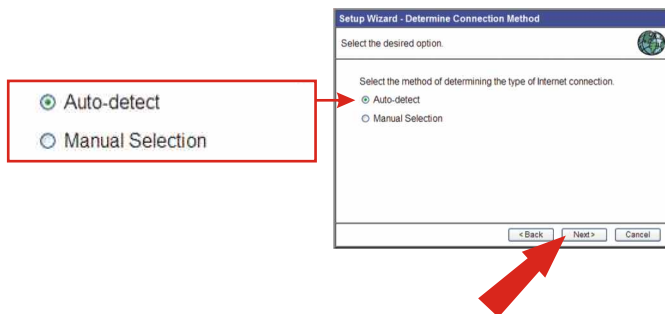 Setup Wizard - Determine Connection Method
Select the desired option.
Select the method of determining the type of Internet connection.
Auto-detect
Manual Selection
Auto-detect
Manual Selection
< Back Next > Cancel